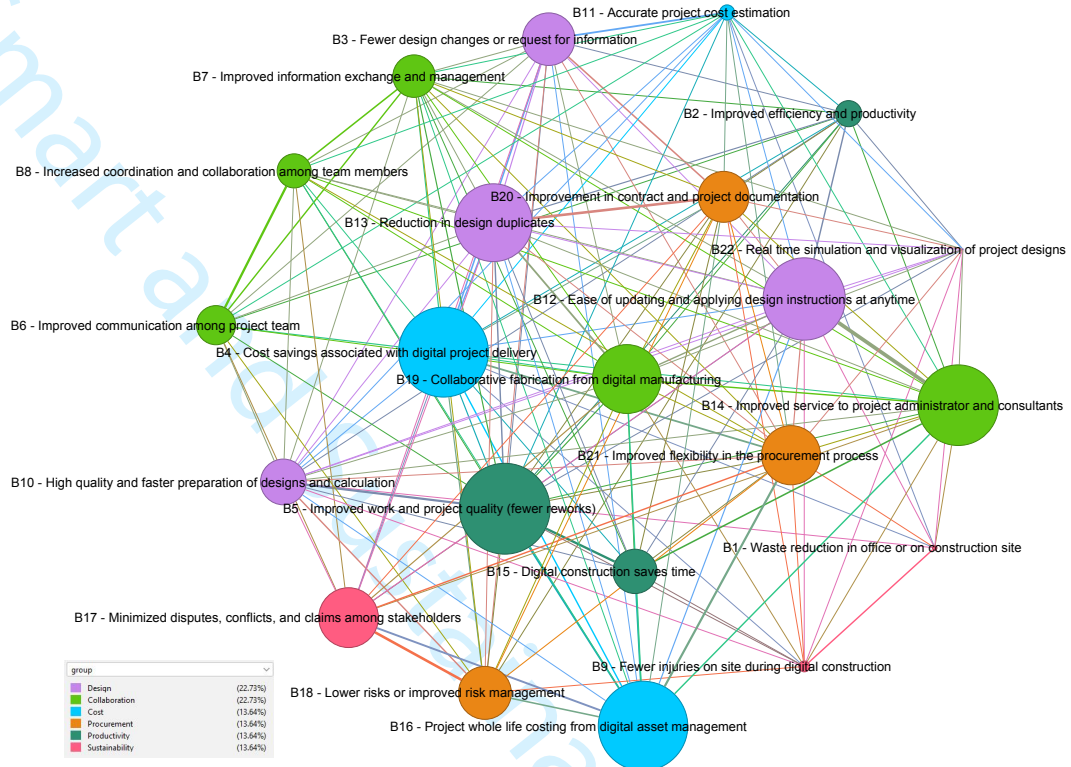 B11 - Accurate project cost estimation
B3 - Fewer design changes or request for information
B7 - Improved information exchange and management
B2 - Improved efficiency and productivity
B8 - Increased coordination and collaboration among team members
B20 - Improvement in contract and project documentation
B13 - Reduction in design duplicates
B22 - Real time simulation and visualization of project designs
B12 - Ease of updating and applying design instructions at anytime
B6 - Improved communication among project team
B4 - Cost savings associated with digital project delivery
B19 - Collaborative fabrication from digital manufacturing
B14 - Improved service to project administrator and consultants
B21 - Improved flexibility in the procurement process
B10 - High quality and faster preparation of designs and calculation
B5 - Improved work and project quality (fewer reworks)
B1 - Waste reduction in office or on construction site
B15 - Digital construction saves time
B17 - Minimized disputes, conflicts, and claims among stakeholders
B9 - Fewer injuries on site during digital construction
B18 - Lower risks or improved risk management
B16 - Project whole life costing from digital asset management
group
Design (22.73%)
Collaboration (22.73%)
Cost (13.64%)
Procurement (13.64%)
Productivity (13.64%)
Sustainability (13.64%)